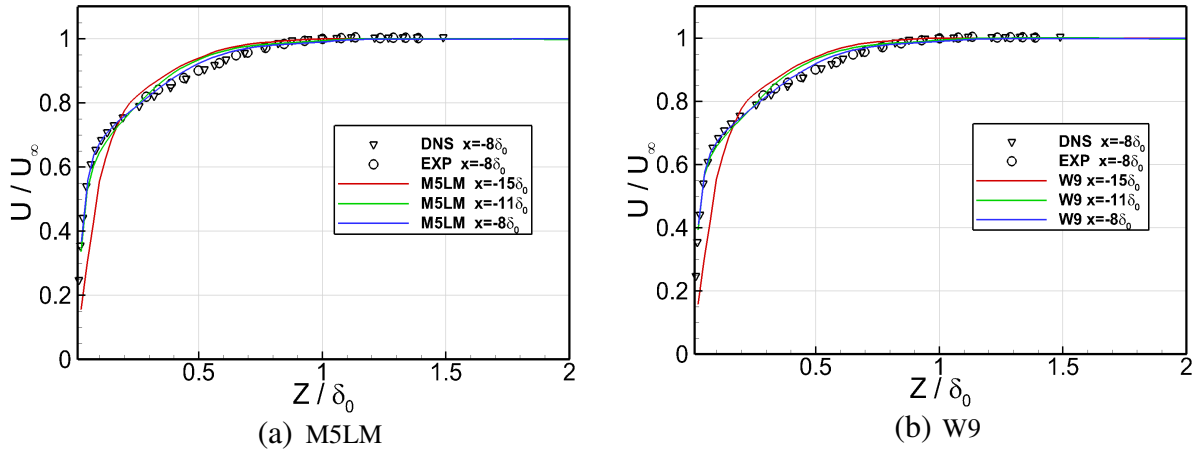 1
0.8
0.6
0.4
0.2
0
U / U∞
DNS x=-8δ0
EXP x=-8δ0
M5LM x=-15δ0
M5LM x=-11δ0
M5LM x=-8δ0
0.5 1 1.5 2
Z / δ0
(a) M5LM
1
0.8
0.6
0.4
0.2
0
U / U∞
DNS x=-8δ0
EXP x=-8δ0
W9 x=-15δ0
W9 x=-11δ0
W9 x=-8δ0
0.5 1 1.5 2
Z / δ0
(b) W9